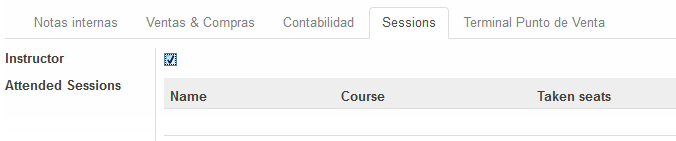 Notas internas Ventas & Compras Contabilidad Sessions Terminal Punto de Venta
Instructor
Attended Sessions
Name Course Taken seats